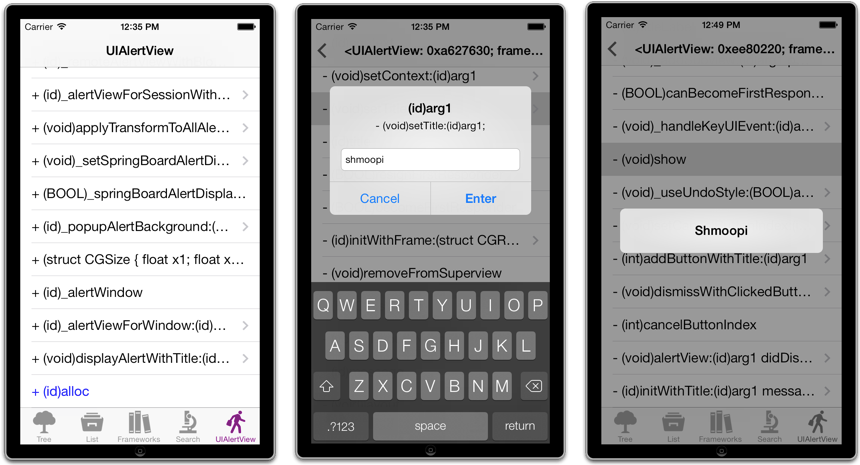 Carrier 12:35 PM
UIAlertView
+ (id)_alertViewForSessionWith...
+ (void)applyTransformToAllAle...
+ (void)_setSpringBoardAlertDi...
+ (BOOL)_springBoardAlertDispla...
+ (id)_popupAlertBackground:(...
+ (struct CGSize { float x1; float x...
+ (id)_alertWindow
+ (id)_alertViewForWindow:(id)...
+ (void)displayAlertWithTitle:(id...
+ (id)alloc
Tree List Frameworks Search UIAlertView
Carrier 12:35 PM
<UIAlertView: 0xa627630; frame...
- (void)setContext:(id)arg1
(id)arg1
- (void)setTitle:(id)arg1;
shmoopi
Cancel Enter
- (id)initWithFrame:(struct CGR...
- (void)removeFromSuperview
Q W E R T Y U I O P
A S D F G H J K L
Z X C V B N M
.?123 space return
Carrier 12:49 PM
<UIAlertView: 0xee80220; frame...
- (BOOL)canBecomeFirstRespon...
- (void)_handleKeyUIEvent:(id)a...
- (void)show
- (void)_useUndoStyle:(BOOL)a...
Shmoopi
- (int)addButtonWithTitle:(id)arg1
- (void)dismissWithClickedButt...
- (int)cancelButtonIndex
- (void)alertView:(id)arg1 didDis...
- (id)initWithTitle:(id)arg1 messa...
Tree List Frameworks Search UIAlertView